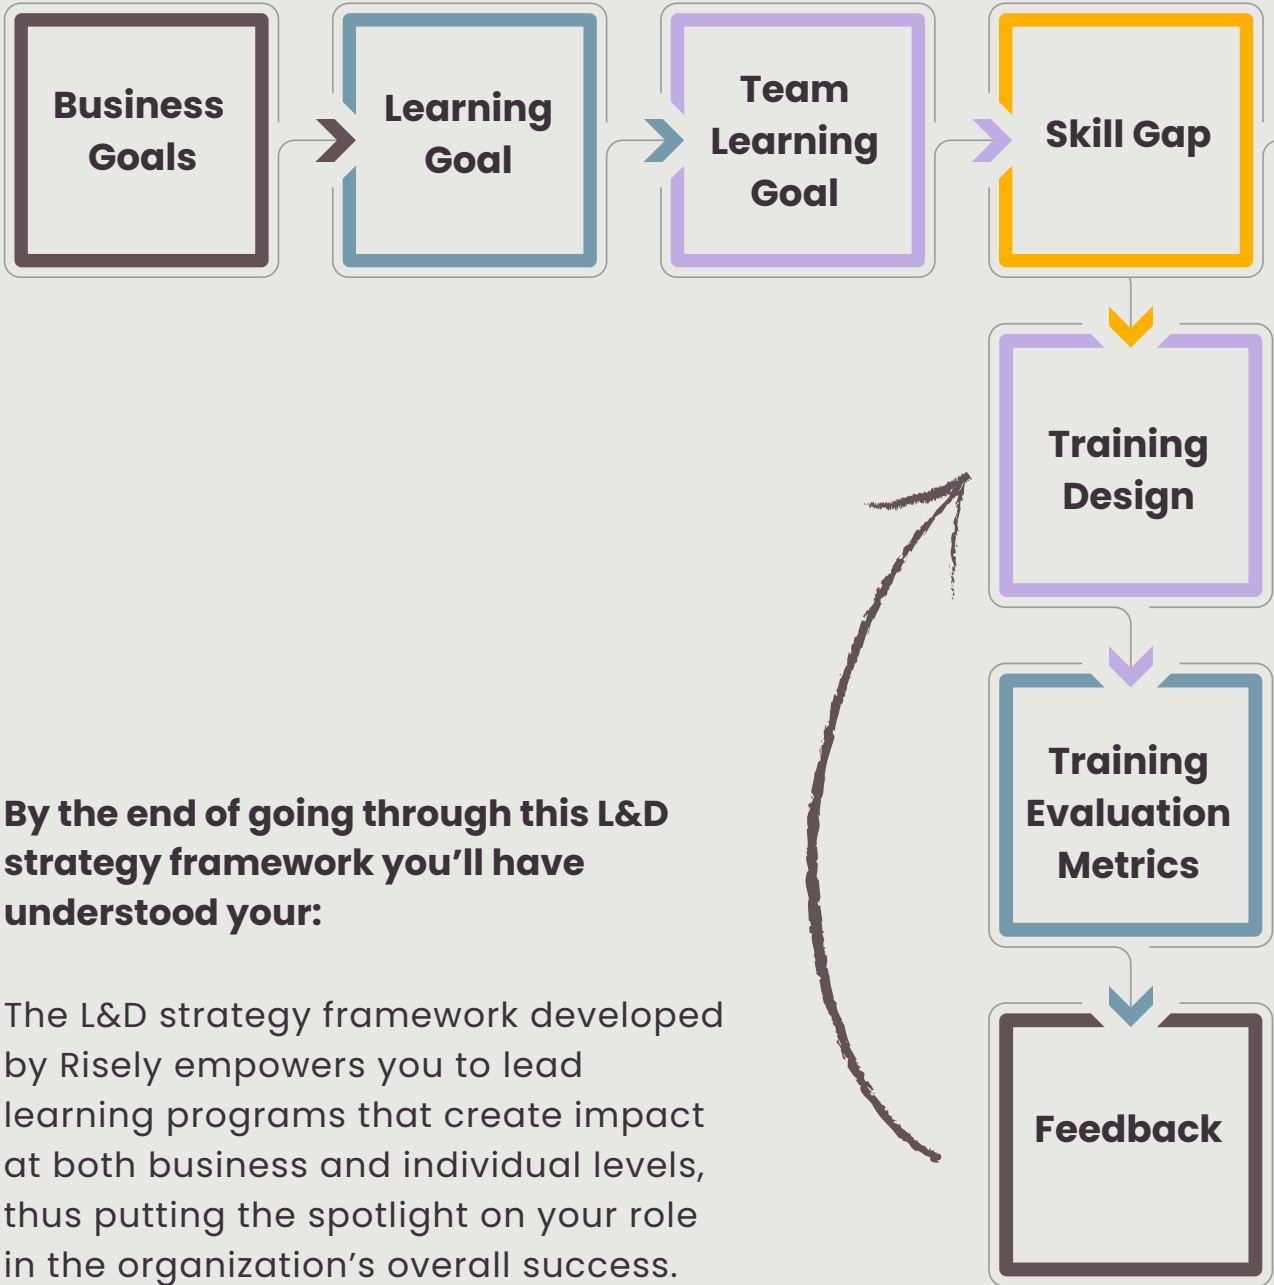 Business
Goals
Learning
Goal
Team
Learning
Goal
Skill Gap
Training
Design
Training
Evaluation
Metrics
Feedback
By the end of going through this L&D
strategy framework you’ll have
understood your:
The L&D strategy framework developed
by Risely empowers you to lead
learning programs that create impact
at both business and individual levels,
thus putting the spotlight on your role
in the organization’s overall success.